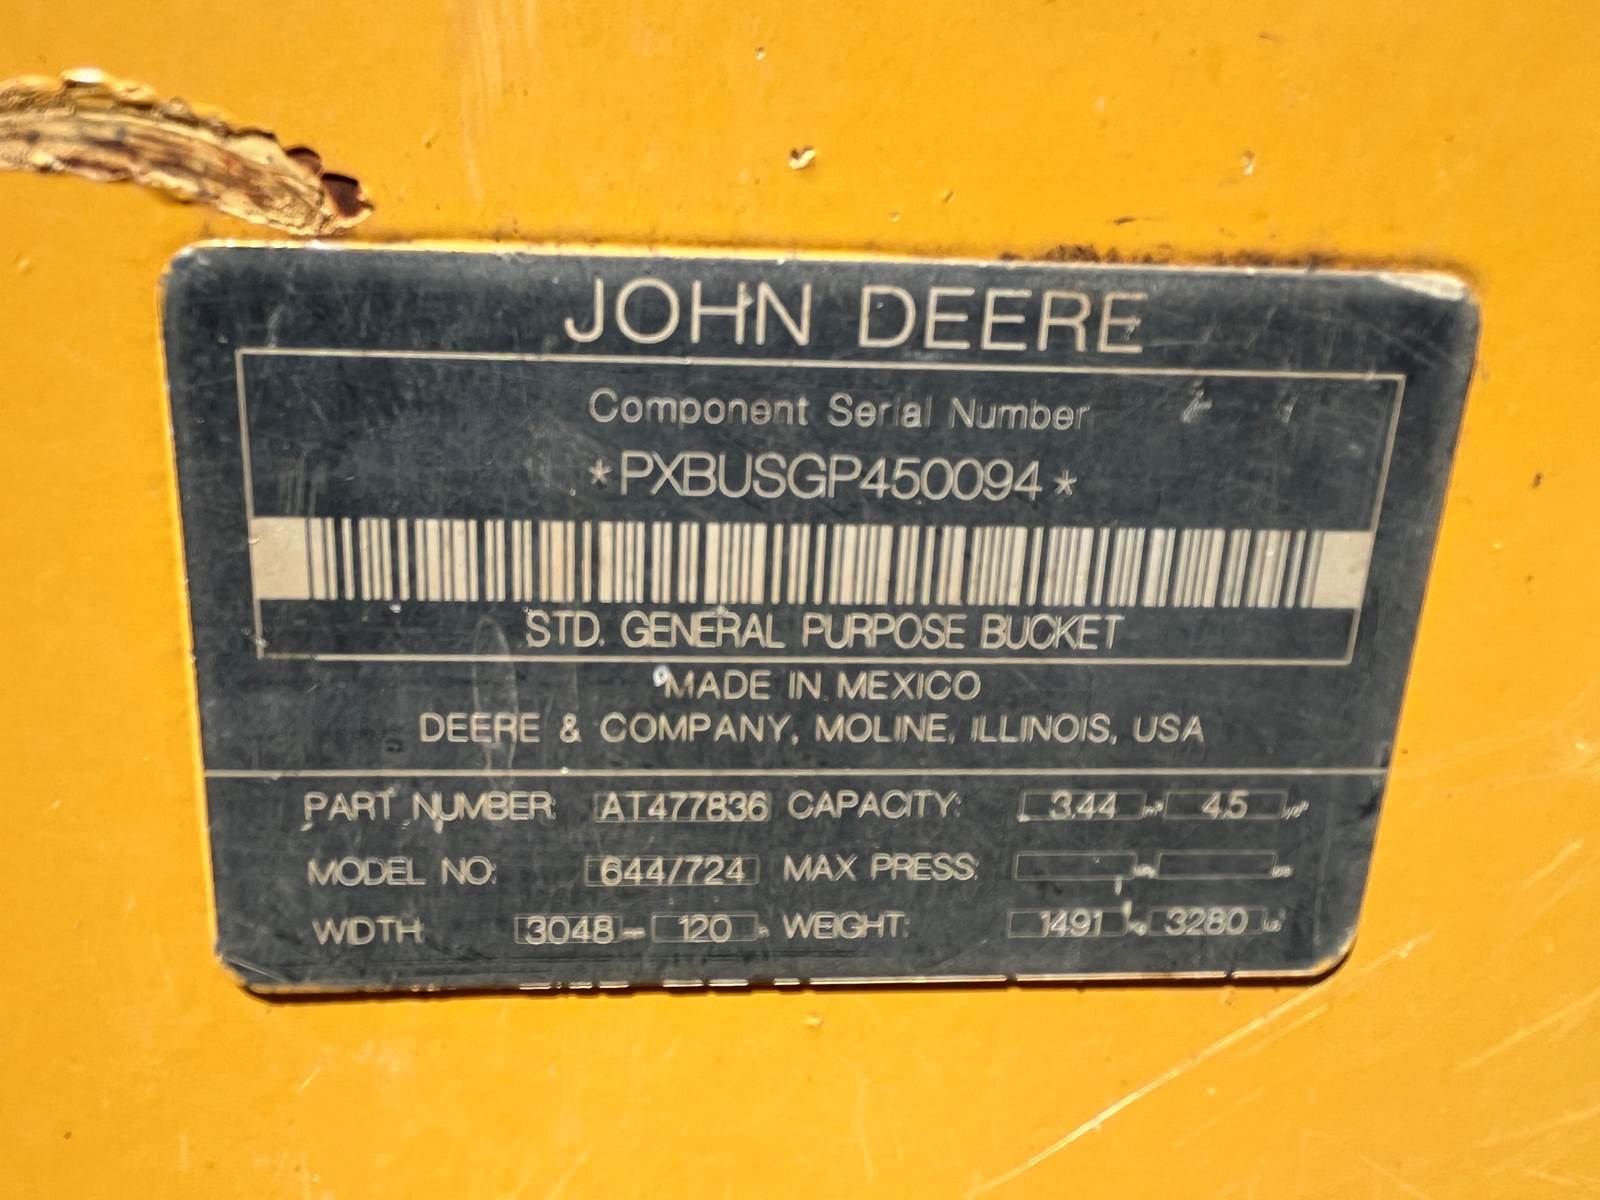 JOHN DEERE
Component Serial Number
*PXBUSGP450094*
STD. GENERAL PURPOSE BUCKET
MADE IN MEXICO
DEERE & COMPANY, MOLINE, ILLINOIS, USA
PART NUMBER: AT477836 CAPACITY: 3.44 4.5
MODEL NO: 644/724 MAX PRESS:
WIDTH: 3048 120 WEIGHT: 1491 3280